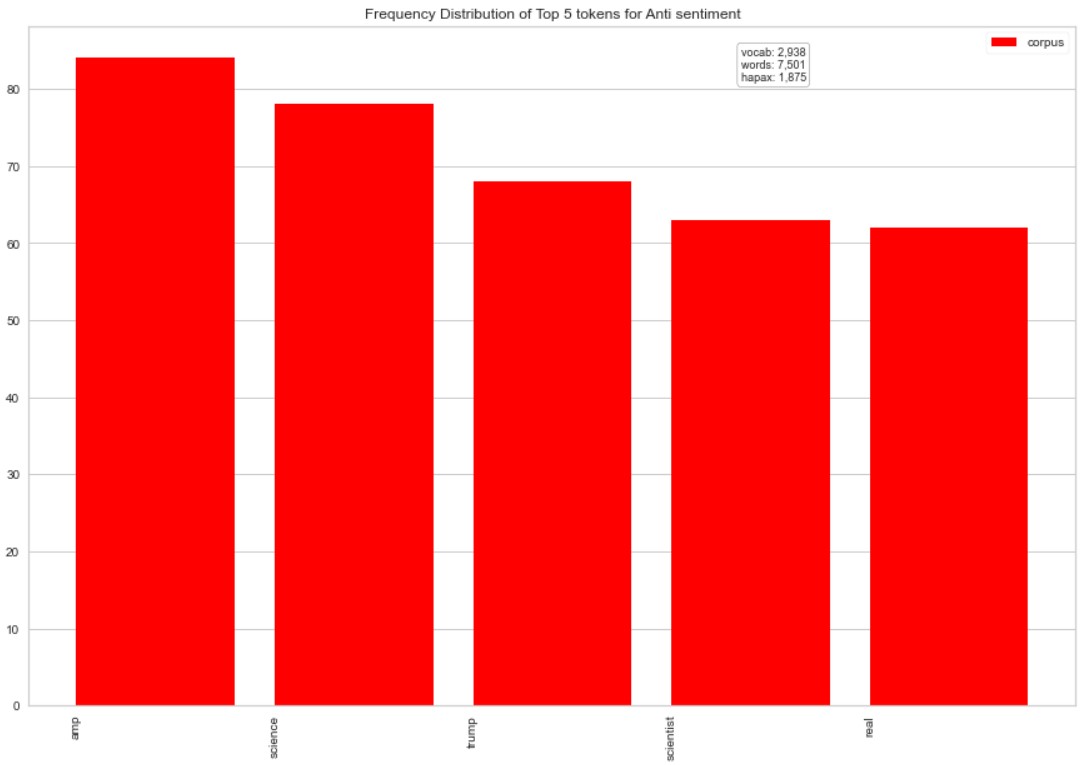 Frequency Distribution of Top 5 tokens for Anti sentiment
corpus
vocab: 2,938
words: 7,501
hapax: 1,875
80
70
60
50
40
30
20
10
0
amp
science
trump
scientist
real